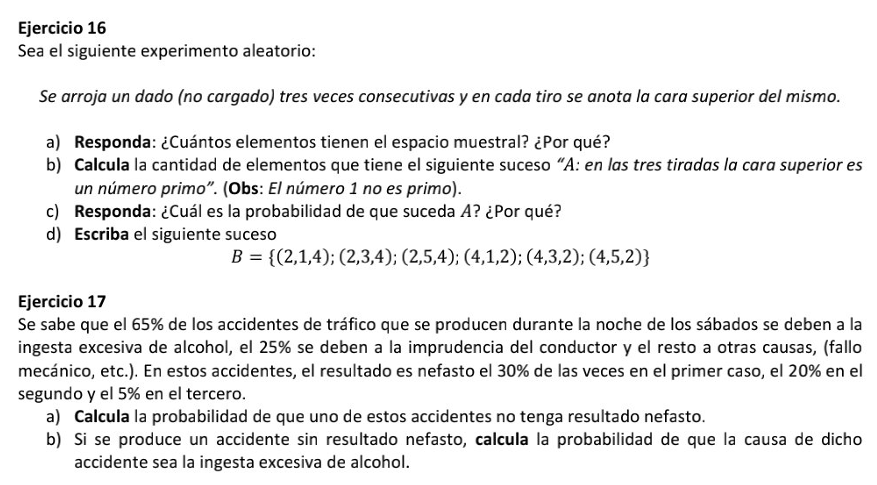 Ejercicio 16
Sea el siguiente experimento aleatorio:
Se arroja un dado (no cargado) tres veces consecutivas y en cada tiro se anota la cara superior del mismo.
a) Responda: ¿Cuántos elementos tienen el espacio muestral? ¿Por qué?
b) Calcula la cantidad de elementos que tiene el siguiente suceso “A: en las tres tiradas la cara superior es
un número primo”. (Obs: El número 1 no es primo).
c) Responda: ¿Cuál es la probabilidad de que suceda A? ¿Por qué?
d) Escriba el siguiente suceso
B = {(2,1,4); (2,3,4); (2,5,4); (4,1,2); (4,3,2); (4,5,2)}
Ejercicio 17
Se sabe que el 65% de los accidentes de tráfico que se producen durante la noche de los sábados se deben a la
ingesta excesiva de alcohol, el 25% se deben a la imprudencia del conductor y el resto a otras causas, (fallo
mecánico, etc.). En estos accidentes, el resultado es nefasto el 30% de las veces en el primer caso, el 20% en el
segundo y el 5% en el tercero.
a) Calcula la probabilidad de que uno de estos accidentes no tenga resultado nefasto.
b) Si se produce un accidente sin resultado nefasto, calcula la probabilidad de que la causa de dicho
accidente sea la ingesta excesiva de alcohol.